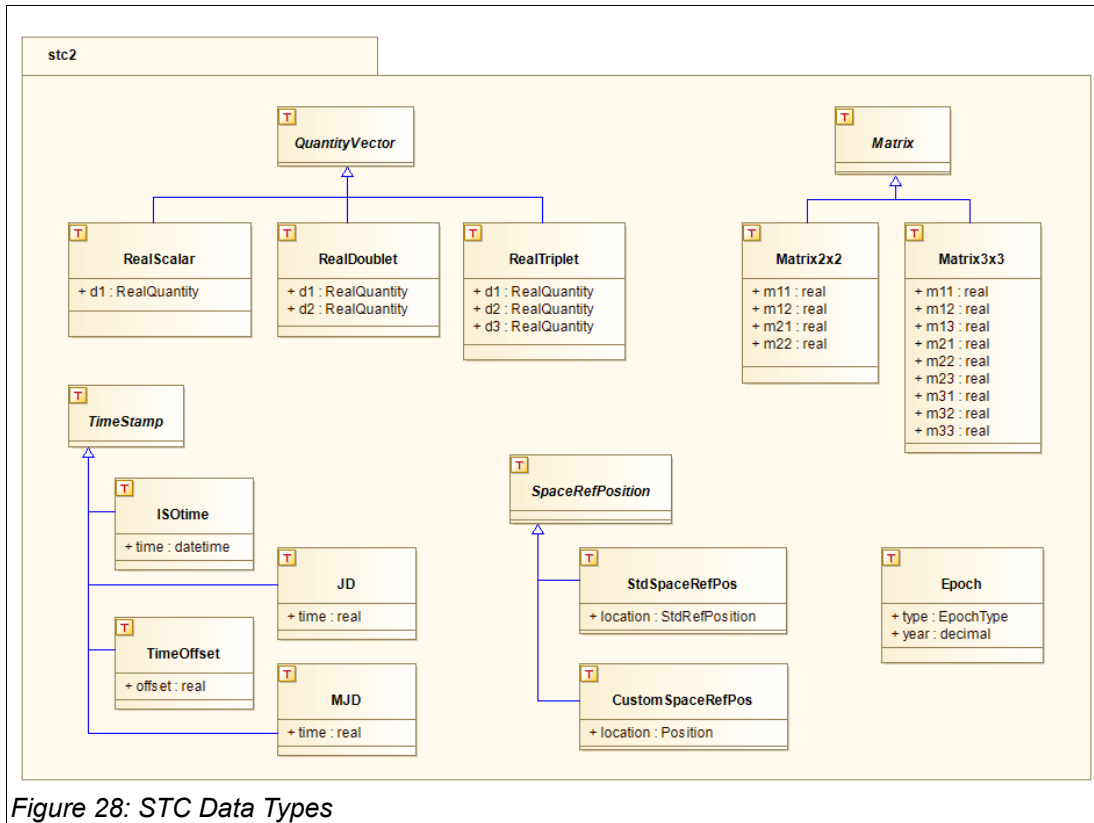 stc2
T
QuantityVector
T
Matrix
T
RealScalar
+ d1 : RealQuantity
T
RealDoublet
+ d1 : RealQuantity
+ d2 : RealQuantity
T
RealTriplet
+ d1 : RealQuantity
+ d2 : RealQuantity
+ d3 : RealQuantity
T
Matrix2x2
+ m11 : real
+ m12 : real
+ m21 : real
+ m22 : real
T
Matrix3x3
+ m11 : real
+ m12 : real
+ m13 : real
+ m21 : real
+ m22 : real
+ m23 : real
+ m31 : real
+ m32 : real
+ m33 : real
T
TimeStamp
T
ISOtime
+ time : datetime
T
JD
+ time : real
T
TimeOffset
+ offset : real
T
MJD
+ time : real
T
SpaceRefPosition
T
StdSpaceRefPos
+ location : StdRefPosition
T
CustomSpaceRefPos
+ location : Position
T
Epoch
+ type : EpochType
+ year : decimal
Figure 28: STC Data Types